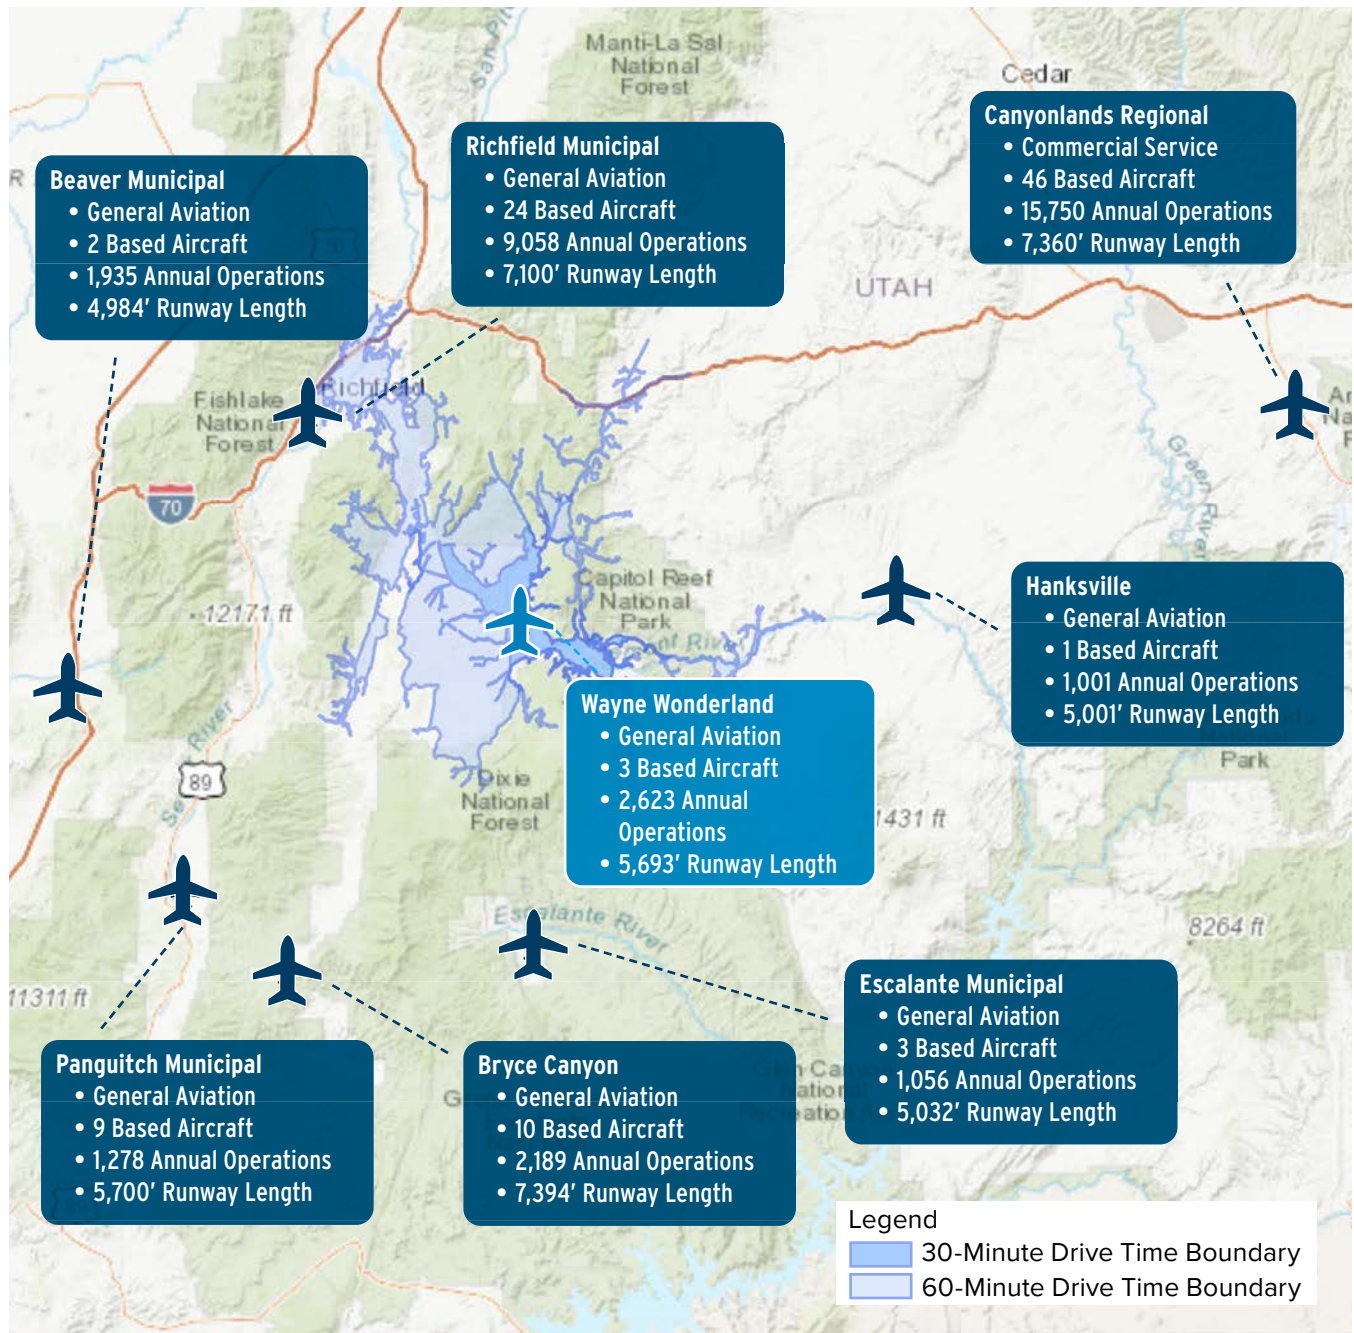 Manti-La Sal
National
Forest
San Pit
Cedar
Canyonlands Regional
• Commercial Service
• 46 Based Aircraft
• 15,750 Annual Operations
• 7,360’ Runway Length
Richfield Municipal
• General Aviation
• 24 Based Aircraft
• 9,058 Annual Operations
• 7,100’ Runway Length
R
Beaver Municipal
• General Aviation
• 2 Based Aircraft
• 1,935 Annual Operations
• 4,984’ Runway Length
UTAH
Richfield
Fishlake
National
Forest
70
Green River
Capitol Reef
National
Park
12171 ft
Hanksville
• General Aviation
• 1 Based Aircraft
• 1,001 Annual Operations
• 5,001’ Runway Length
National
Park
Wayne Wonderland
• General Aviation
• 3 Based Aircraft
• 2,623 Annual
Operations
• 5,693’ Runway Length
River
89
Dixie
National
Forest
1431 ft
Escalante River
8264 ft
11311 ft
Escalante Municipal
• General Aviation
• 3 Based Aircraft
• 1,056 Annual Operations
• 5,032’ Runway Length
Panguitch Municipal
• General Aviation
• 9 Based Aircraft
• 1,278 Annual Operations
• 5,700’ Runway Length
Bryce Canyon
• General Aviation
• 10 Based Aircraft
• 2,189 Annual Operations
• 7,394’ Runway Length
Legend
30-Minute Drive Time Boundary
60-Minute Drive Time Boundary